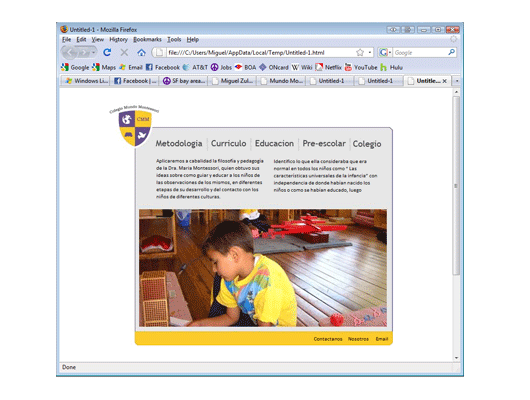 Untitled-1 - Mozilla Firefox
File Edit View History Bookmarks Tools Help
file:///C:/Users/Miguel/AppData/Local/Temp/Untitled-1.html
Google
Google Maps Email Facebook AT&T Jobs BOA ONcard Wiki Netflix YouTube Hulu
Windows Li... Facebook |... SF bay area... Miguel Zul... Mundo Mo... Untitled-1 Untitled-1 Untitle...
Colegio Mundo Montessori
CMM
Metodologia Curriculo Educacion Pre-escolar Colegio
Aplicaremos a cabalidad la filosofía y pedagogía
de la Dra. Maria Montessori, quien obtuvo sus
ideas sobre como guiar y educar a los niños de
las observaciones de los mismos, en diferentes
etapas de su desarrollo y del contacto con los
niños de diferentes culturas.
Identifico lo que ella consideraba que era
normal en todos los niños como " Las
características universales de la infancia" con
independencia de donde habían nacido los
niños o como se habían educado, luego
Contactanos Nosotros Email
Done